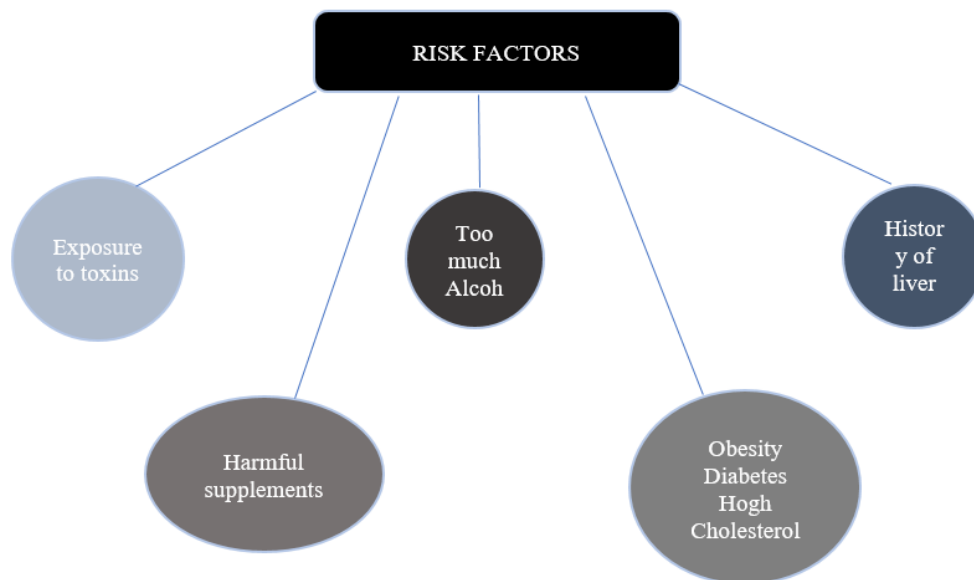 RISK FACTORS
Exposure
to toxins
Too
much
Alcoh
Histor
y of
liver
Harmful
supplements
Obesity
Diabetes
Hogh
Cholesterol